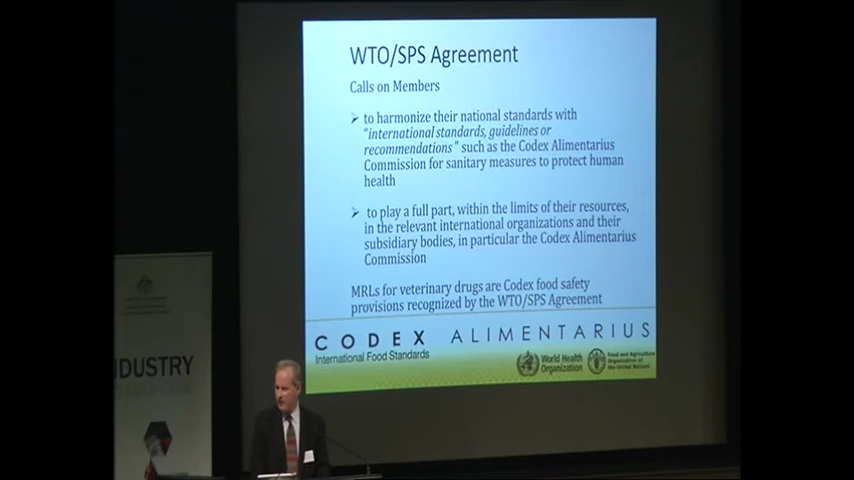 WTO/SPS Agreement
Calls on Members
➢ to harmonize their national standards with
"international standards, guidelines or
recommendations" such as the Codex Alimentarius
Commission for sanitary measures to protect human
health
➢ to play a full part, within the limits of their resources,
in the relevant international organizations and their
subsidiary bodies, in particular the Codex Alimentarius
Commission
MRLs for veterinary drugs are Codex food safety
provisions recognized by the WTO/SPS Agreement
CODEX ALIMENTARIUS
International Food Standards
World Health
Organization
Food and Agriculture
Organization of
the United Nations
NDUSTRY